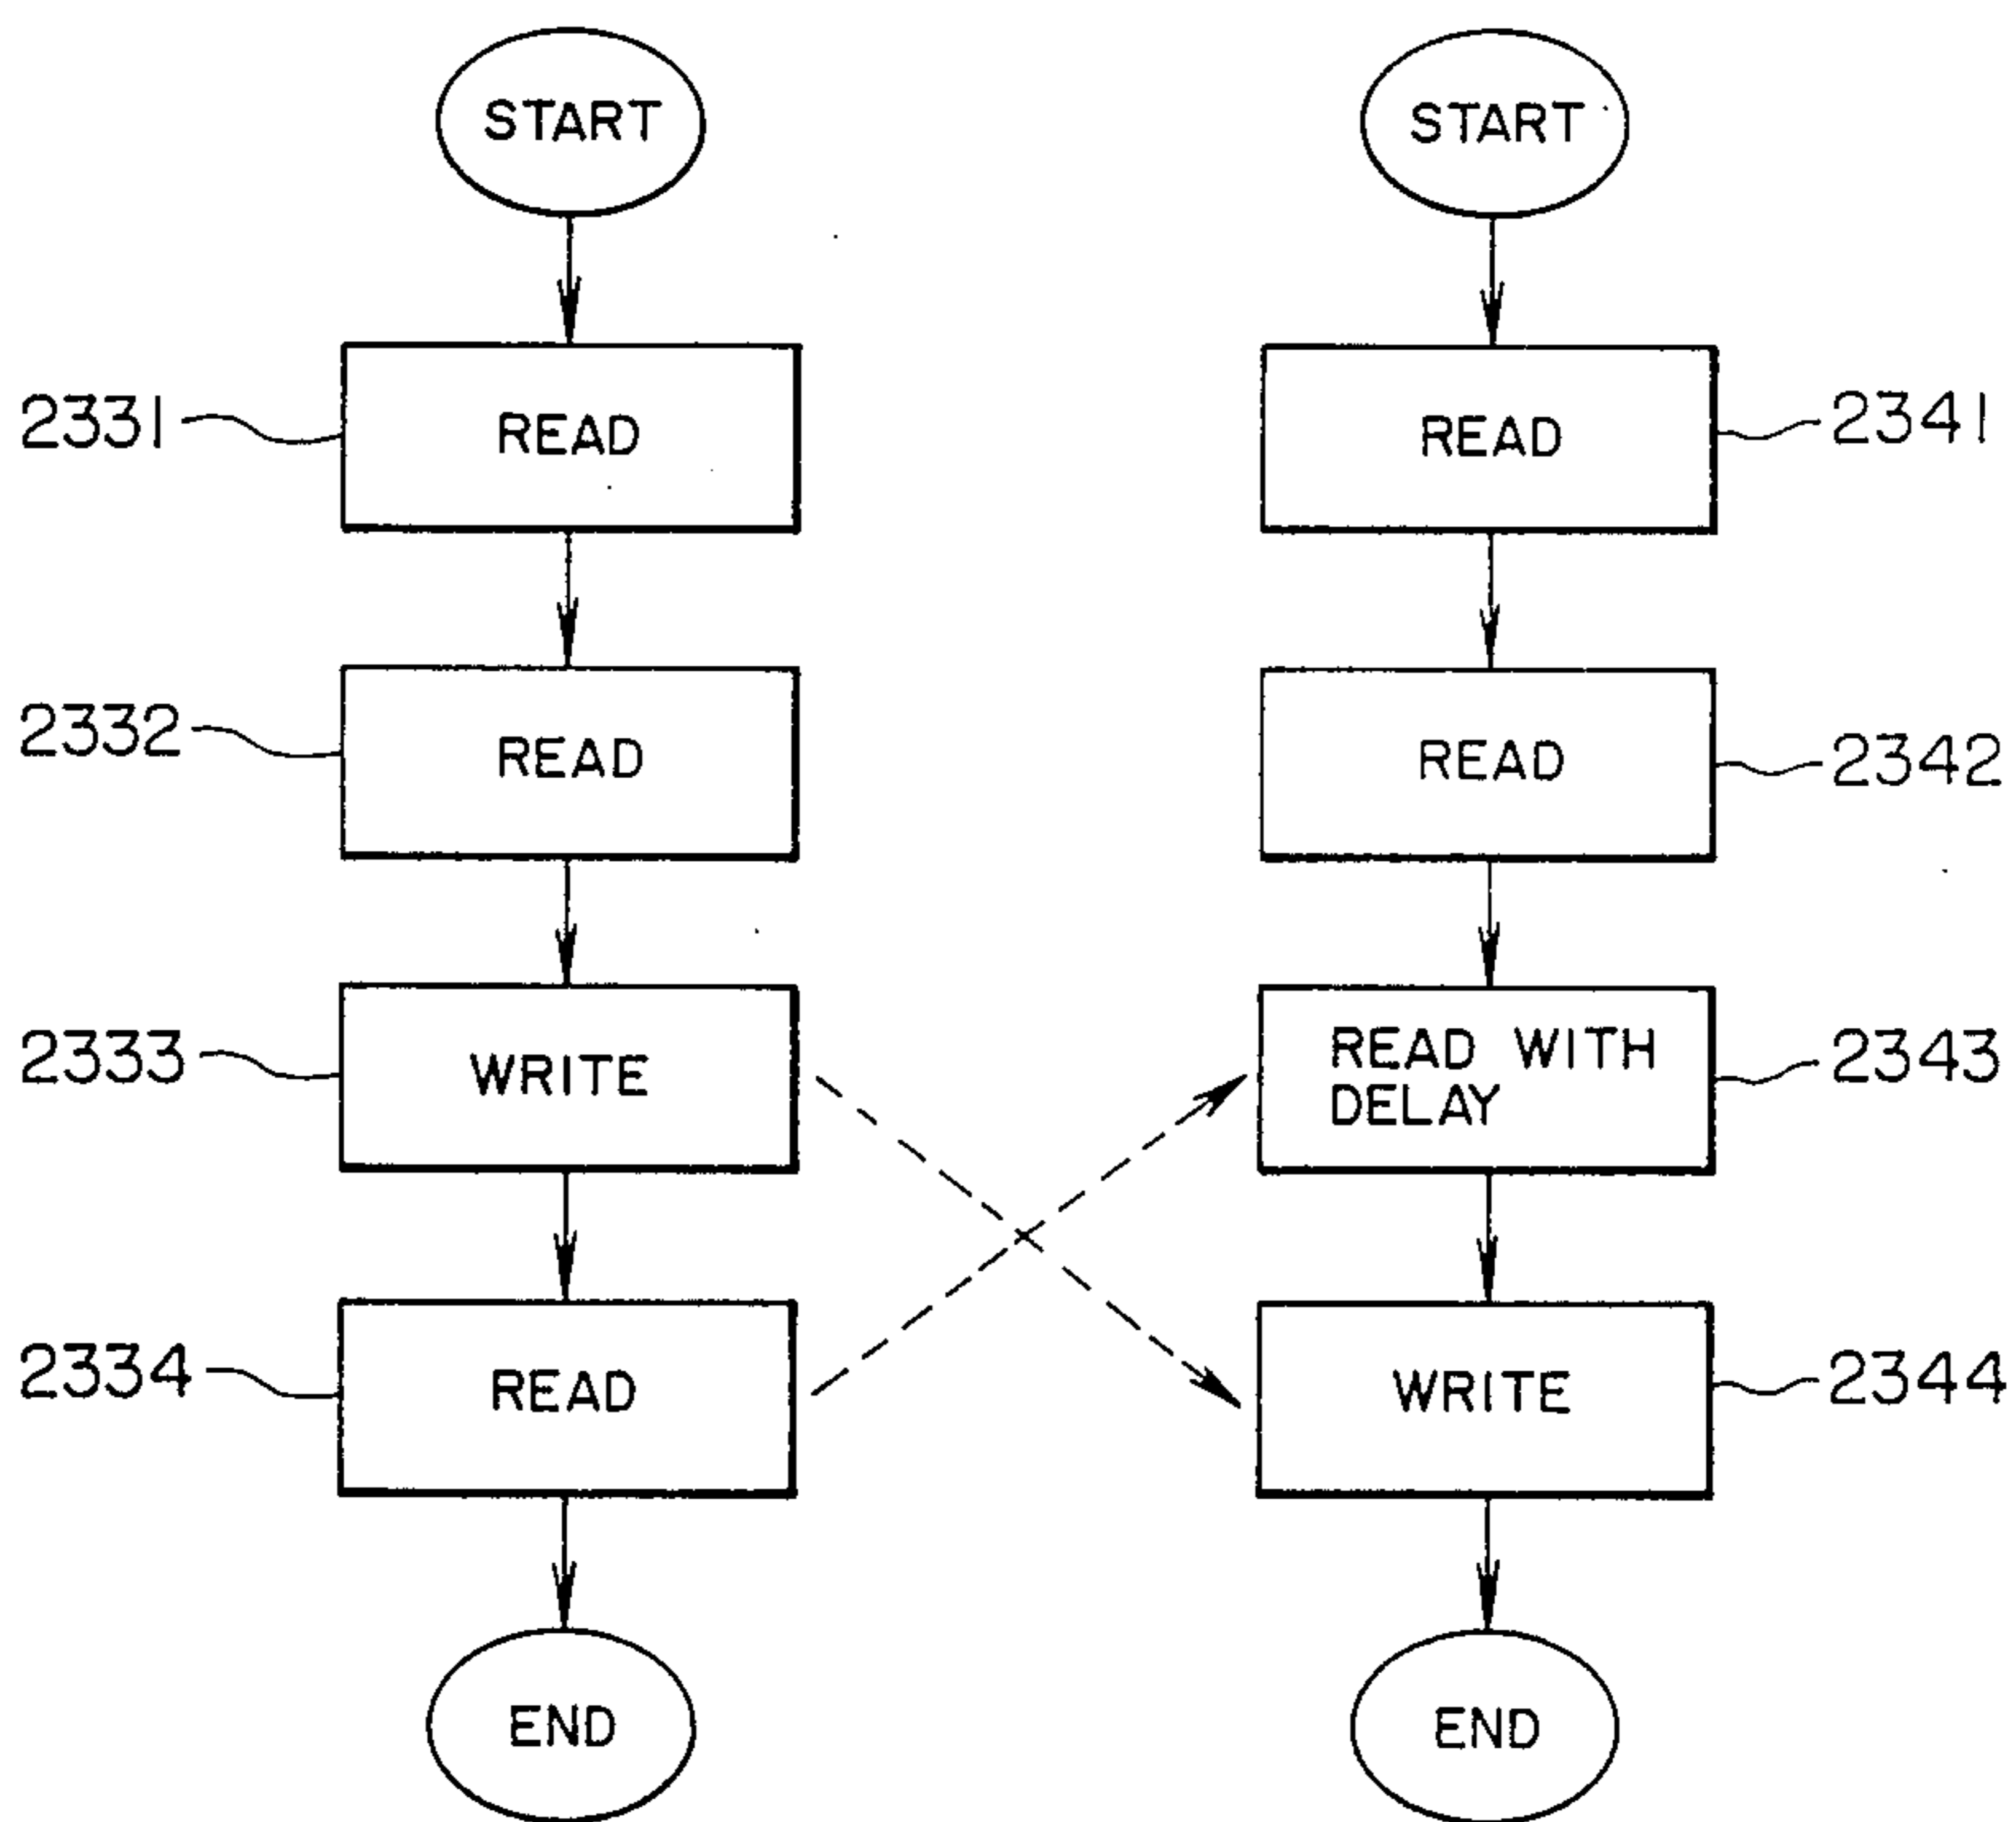 START
START
2331
READ
READ
2341
2332
READ
READ
2342
2333
WRITE
READ WITH
DELAY
2343
2334
READ
WRITE
2344
END
END